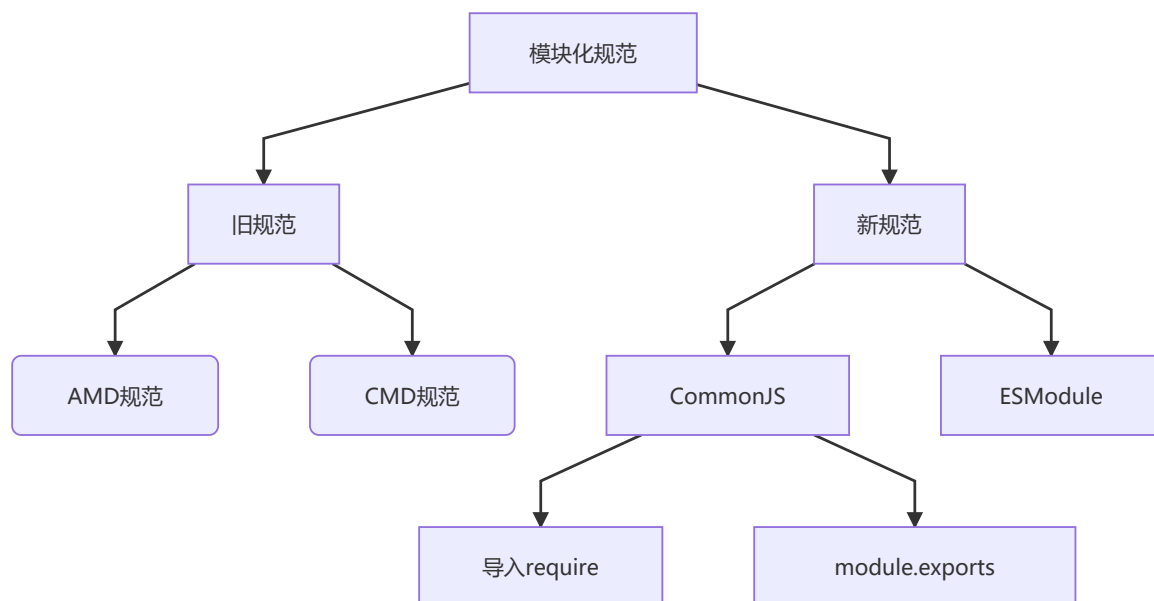 模块化规范
旧规范
新规范
AMD规范
CMD规范
CommonJS
ESModule
导入require
module.exports